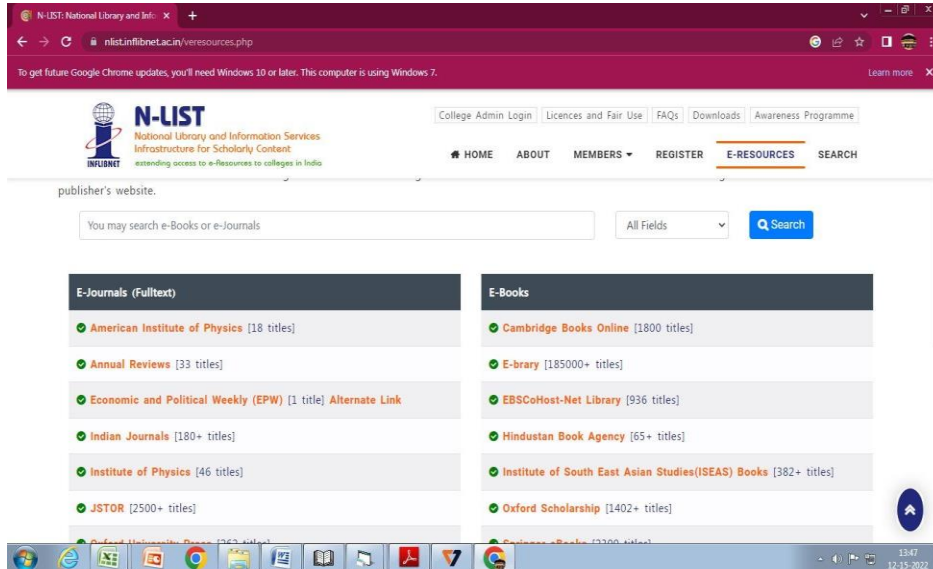 N-LIST: National Library and Info
nlist.inflibnet.ac.in/veresources.php
To get future Google Chrome updates, you'll need Windows 10 or later. This computer is using Windows 7.
Learn more
INFLIBNET
N-LIST
National Library and Information Services
Infrastructure for Scholarly Content
extending access to e-Resources to colleges in India
College Admin Login Licences and Fair Use FAQs Downloads Awareness Programme
HOME ABOUT MEMBERS REGISTER E-RESOURCES SEARCH
publisher's website.
You may search e-Books or e-Journals All Fields Search
E-Journals (Fulltext)
American Institute of Physics [18 titles]
Annual Reviews [33 titles]
Economic and Political Weekly (EPW) [1 title] Alternate Link
Indian Journals [180+ titles]
Institute of Physics [46 titles]
JSTOR [2500+ titles]
E-Books
Cambridge Books Online [1800 titles]
E-brary [185000+ titles]
EBSCoHost-Net Library [936 titles]
Hindustan Book Agency [65+ titles]
Institute of South East Asian Studies(ISEAS) Books [382+ titles]
Oxford Scholarship [1402+ titles]
13:47
12-15-2022